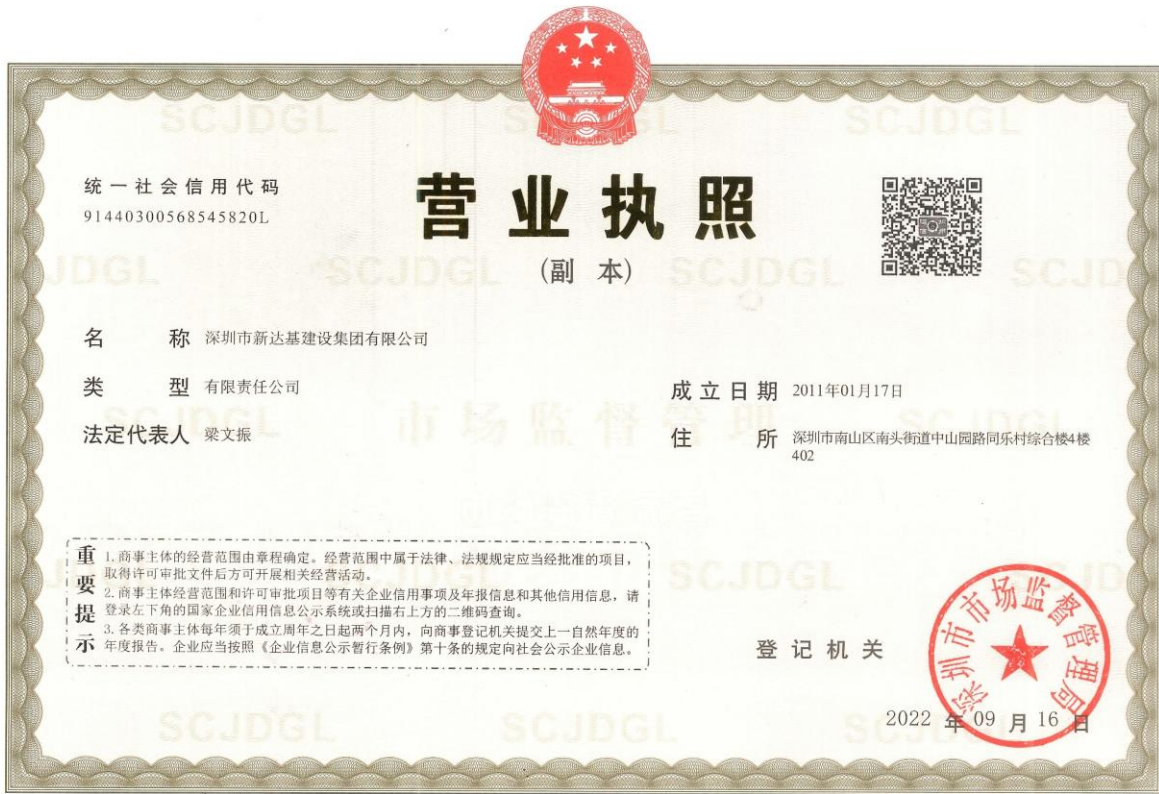 统一社会信用代码
91440300568545820L
营业执照
(副 本)
名 称 深圳市新达基建设集团有限公司
类 型 有限责任公司
法定代表人 梁文振
成立日期 2011年01月17日
住 所 深圳市南山区南头街道中山园路同乐村综合楼4楼
402
重要提示
1.商事主体的经营范围由章程确定。经营范围中属于法律、法规规定应当经批准的项目，
取得许可审批文件后方可开展相关经营活动。
2.商事主体经营范围和许可审批项目等有关企业信用事项及年报信息和其他信用信息，请
登录左下角的国家企业信用信息公示系统或扫描右上方的二维码查询。
3.各类商事主体每年须于成立周年之日起两个月内，向商事登记机关提交上一自然年度的
年度报告。企业应当按照《企业信息公示暂行条例》第十条的规定向社会公示企业信息。
登记机关
深圳市市场监督管理局
2022 年 09 月 16 日
SCJDGL
市场监督管理